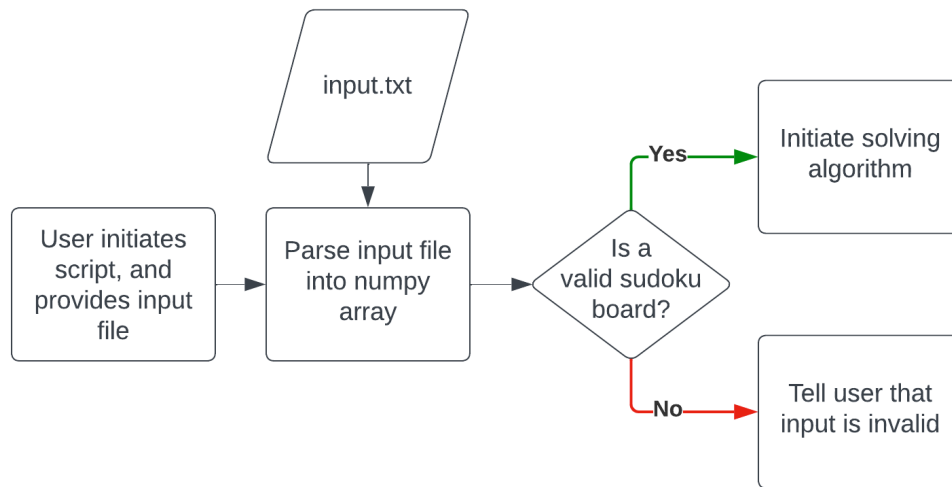 input.txt
User initiates
script, and
provides input
file
Parse input file
into numpy
array
Is a
valid sudoku
board?
Yes
Initiate solving
algorithm
No
Tell user that
input is invalid